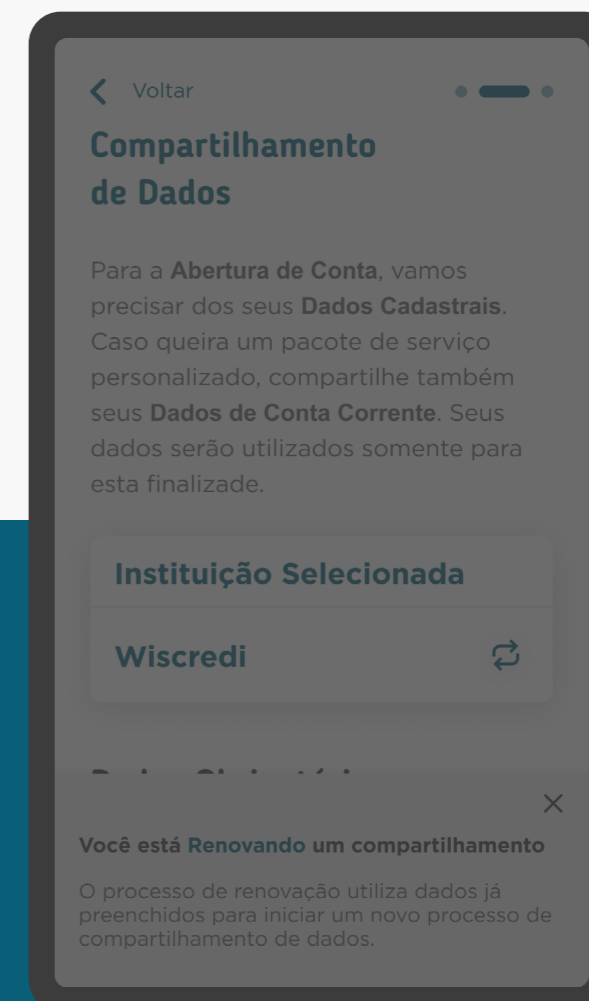 Voltar
Compartilhamento
de Dados
Para a Abertura de Conta, vamos
precisar dos seus Dados Cadastrais.
Caso queira um pacote de serviço
personalizado, compartilhe também
seus Dados de Conta Corrente. Seus
dados serão utilizados somente para
esta finalizade.
Instituição Selecionada
Wiscredi
Você está Renovando um compartilhamento
O processo de renovação utiliza dados já
preenchidos para iniciar um novo processo de
compartilhamento de dados.